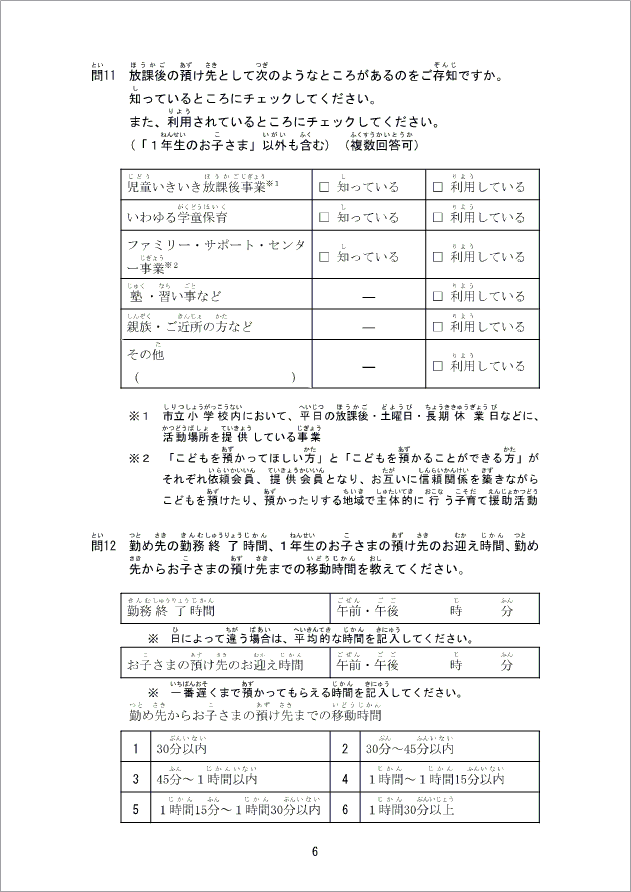 問11 放課後の預け先として次のようなところがあるのをご存知ですか。
知っているところにチェックしてください。
また、利用されているところにチェックしてください。
(「1年生のお子さま」以外も含む)(複数回答可)
児童いきいき放課後事業※1 □ 知っている □ 利用している
いわゆる学童保育 □ 知っている □ 利用している
ファミリー・サポート・センタ
ー事業※2 □ 知っている □ 利用している
塾・習い事など ― □ 利用している
親族・ご近所の方など ― □ 利用している
その他
( ) ― □ 利用している
※1 市立小学校内において、平日の放課後・土曜日・長期休業日などに、
活動場所を提供している事業
※2 「こどもを預かってほしい方」と「こどもを預かることができる方」が
それぞれ依頼会員、提供会員となり、お互いに信頼関係を築きながら
こどもを預けたり、預かったりする地域で主体的に行う子育て援助活動
問12 勤め先の勤務終了時間、1年生のお子さまの預け先のお迎え時間、勤め
先からお子さまの預け先までの移動時間を教えてください。
勤務終了時間 午前・午後 時 分
※ 日によって違う場合は、平均的な時間を記入してください。
お子さまの預け先のお迎え時間 午前・午後 時 分
※ 一番遅くまで預かってもらえる時間を記入してください。
勤め先からお子さまの預け先までの移動時間
1 30分以内 2 30分~45分以内
3 45分~1時間以内 4 1時間~1時間15分以内
5 1時間15分~1時間30分以内 6 1時間30分以上
6